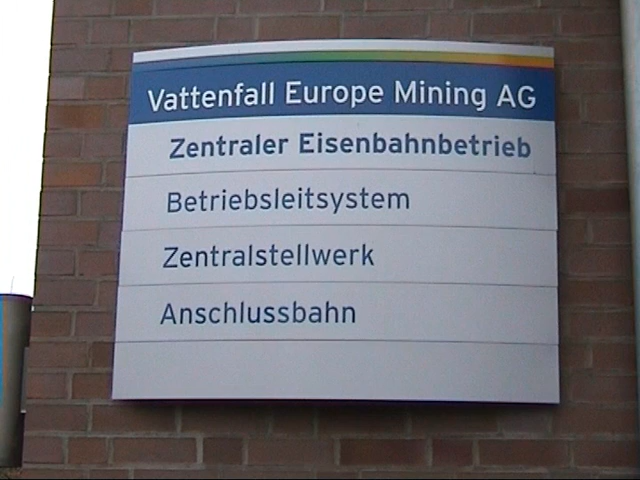 Vattenfall Europe Mining AG
Zentraler Eisenbahnbetrieb
Betriebsleitsystem
Zentralstellwerk
Anschlussbahn